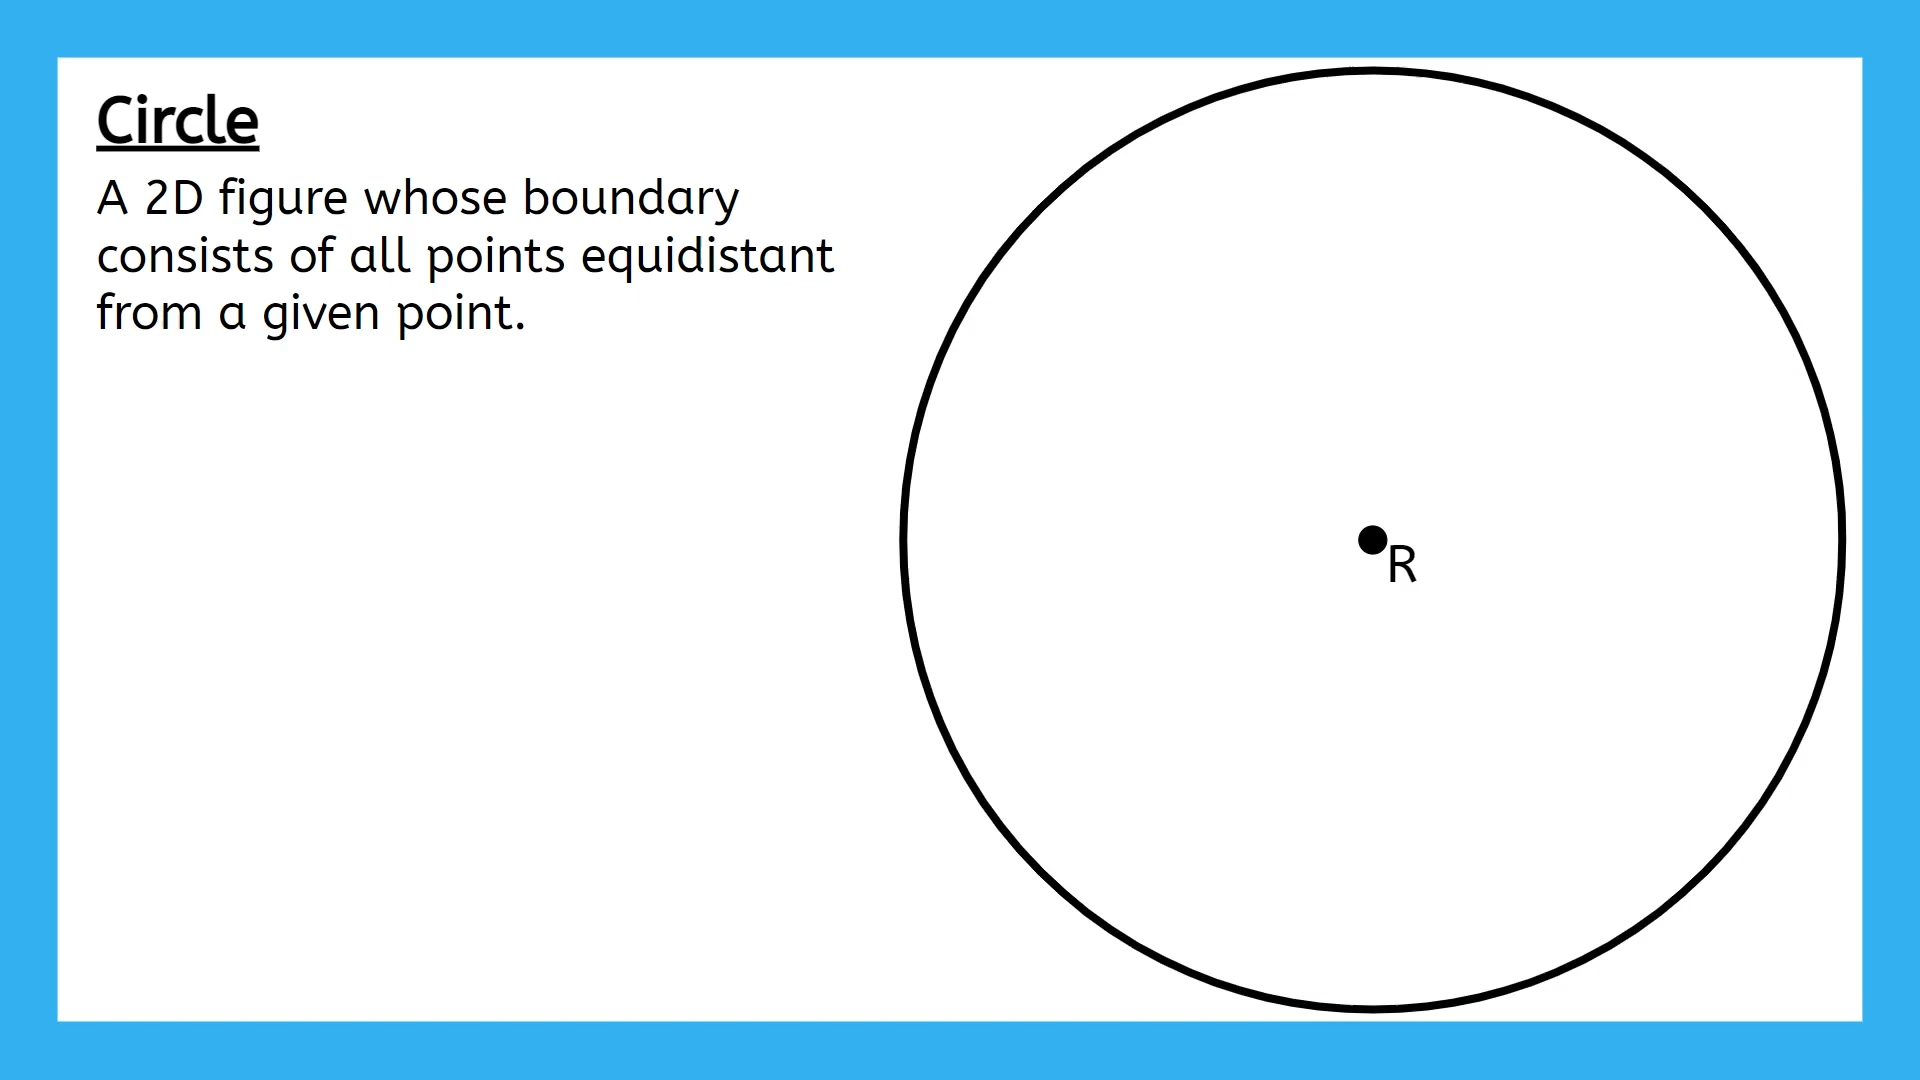 Circle
A 2D figure whose boundary
consists of all points equidistant
from a given point.
R